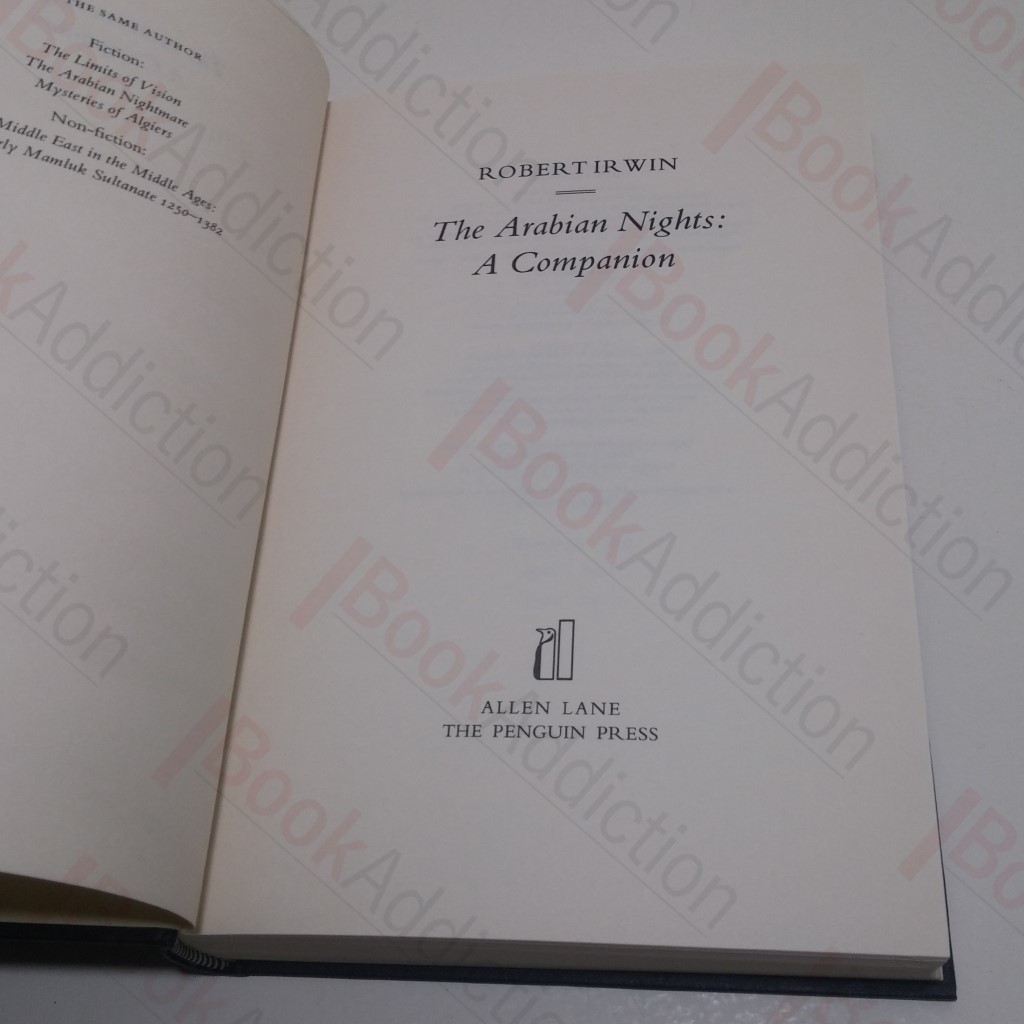 THE SAME AUTHOR
Fiction:
The Limits of Vision
The Arabian Nightmare
Mysteries of Algiers
Non-fiction:
Middle East in the Middle Ages:
Mamluk Sultanate 1250–1382
ROBERT IRWIN
The Arabian Nights:
A Companion
ALLEN LANE
THE PENGUIN PRESS
BookAddiction